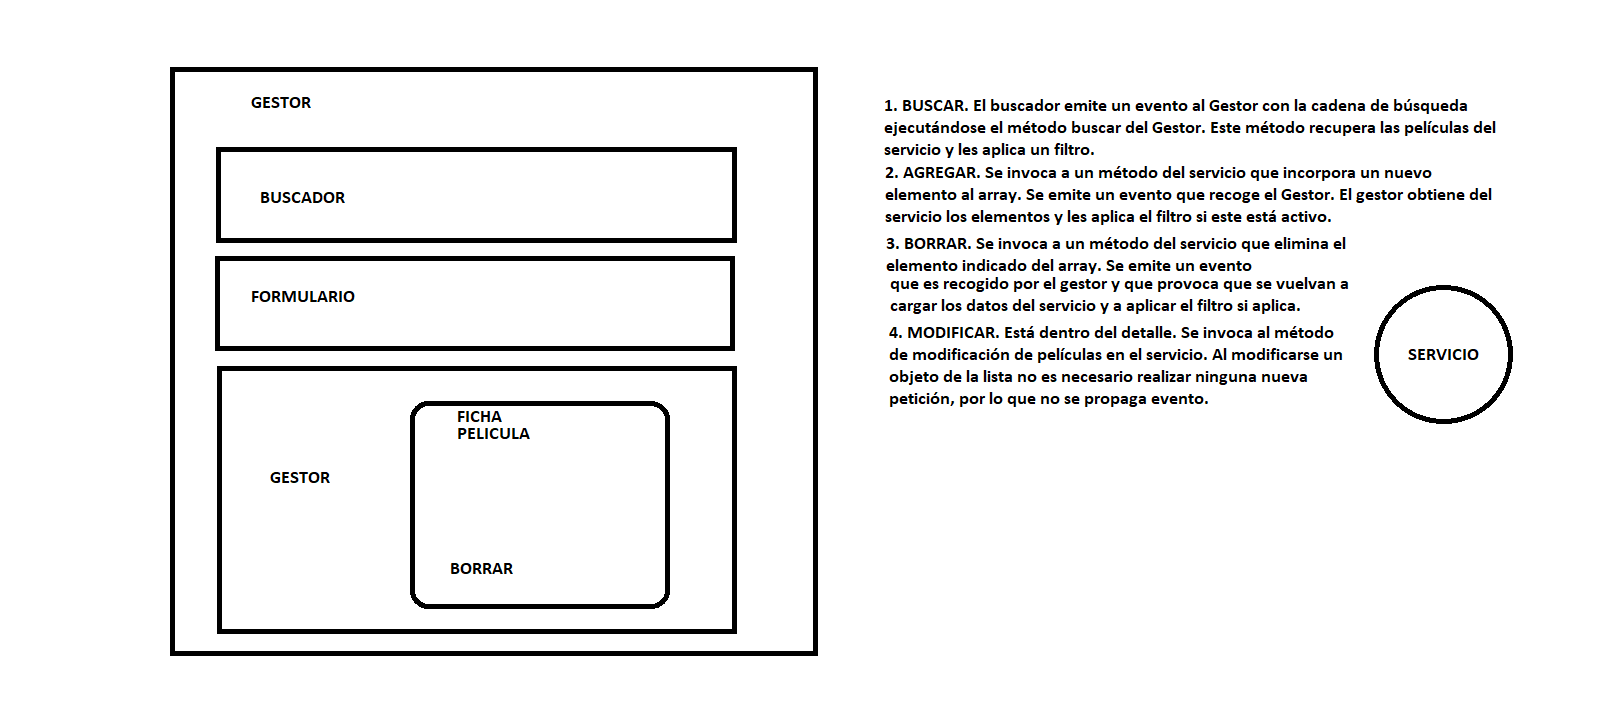 GESTOR
BUSCADOR
FORMULARIO
GESTOR
FICHA
PELICULA
BORRAR
1. BUSCAR. El buscador emite un evento al Gestor con la cadena de búsqueda
ejecutándose el método buscar del Gestor. Este método recupera las películas del
servicio y les aplica un filtro.
2. AGREGAR. Se invoca a un método del servicio que incorpora un nuevo
elemento al array. Se emite un evento que recoge el Gestor. El gestor obtiene del
servicio los elementos y les aplica el filtro si este está activo.
3. BORRAR. Se invoca a un método del servicio que elimina el
elemento indicado del array. Se emite un evento
que es recogido por el gestor y que provoca que se vuelvan a
cargar los datos del servicio y a aplicar el filtro si aplica.
4. MODIFICAR. Está dentro del detalle. Se invoca al método
de modificación de películas en el servicio. Al modificarse un
objeto de la lista no es necesario realizar ninguna nueva
petición, por lo que no se propaga evento.
SERVICIO